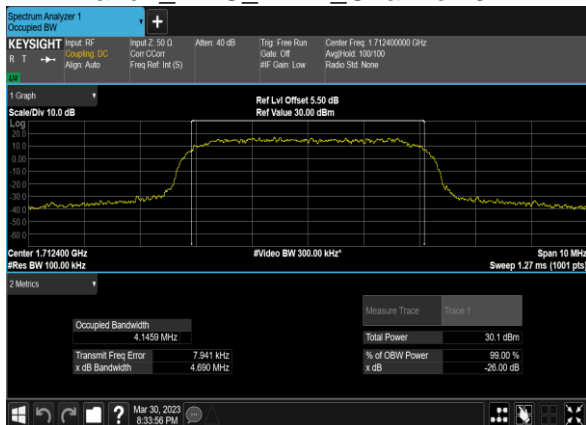 Spectrum Analyzer 1
Occupied BW
+
KEYSIGHT
R T
LV
Input: RF
Coupling: DC
Align: Auto
Input Z: 50 Ω
Corr CCorr
Freq Ref: Int (S)
Atten: 40 dB
Trig: Free Run
Gate: Off
#IF Gain: Low
Center Freq: 1.712400000 GHz
Avg|Hold: 100/100
Radio Std: None
1 Graph
Scale/Div 10.0 dB
Ref Lvl Offset 5.50 dB
Ref Value 30.00 dBm
Log
20.0
10.0
0.00
-10.0
-20.0
-30.0
-40.0
-50.0
-60.0
Center 1.712400 GHz
#Res BW 100.00 kHz
#Video BW 300.00 kHz*
Span 10 MHz
Sweep 1.27 ms (1001 pts)
2 Metrics
Measure Trace
Trace 1
Occupied Bandwidth
4.1459 MHz
Total Power
30.1 dBm
Transmit Freq Error
7.941 kHz
% of OBW Power
99.00 %
x dB Bandwidth
4.690 MHz
x dB
-26.00 dB
?
Mar 30, 2023
8:33:56 PM